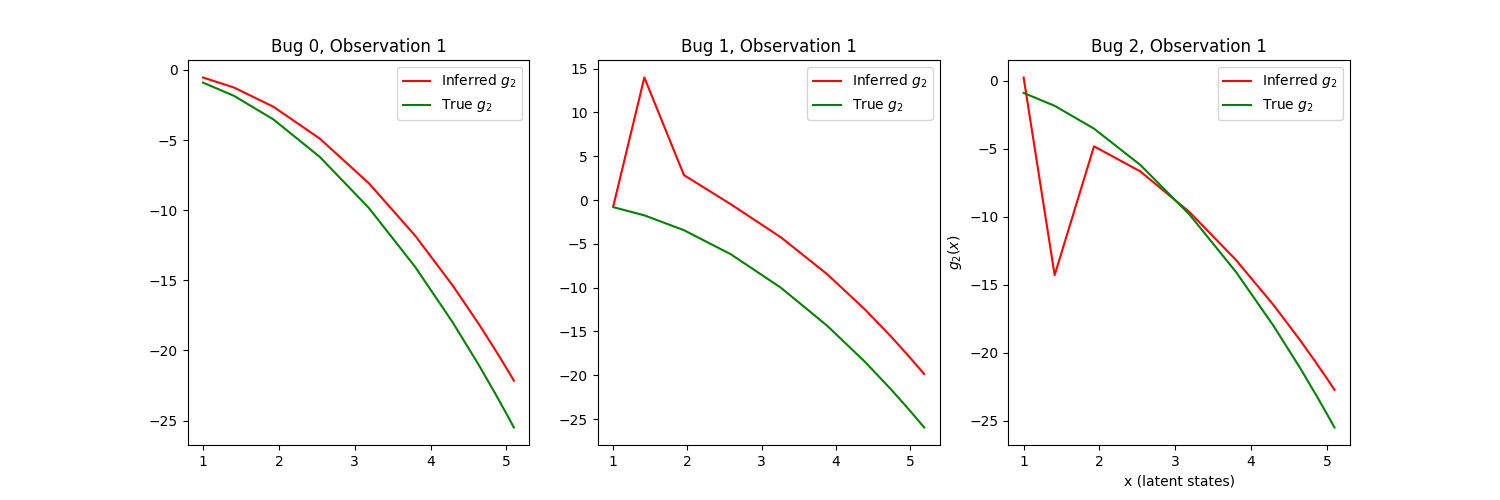 Bug 0, Observation 1
0
−5
−10
−15
−20
−25
1 2 3 4 5
Inferred g₂
True g₂
Bug 1, Observation 1
15
10
5
0
−5
−10
−15
−20
−25
1 2 3 4 5
Inferred g₂
True g₂
Bug 2, Observation 1
g₂(x)
0
−5
−10
−15
−20
−25
1 2 3 4 5
x (latent states)
Inferred g₂
True g₂